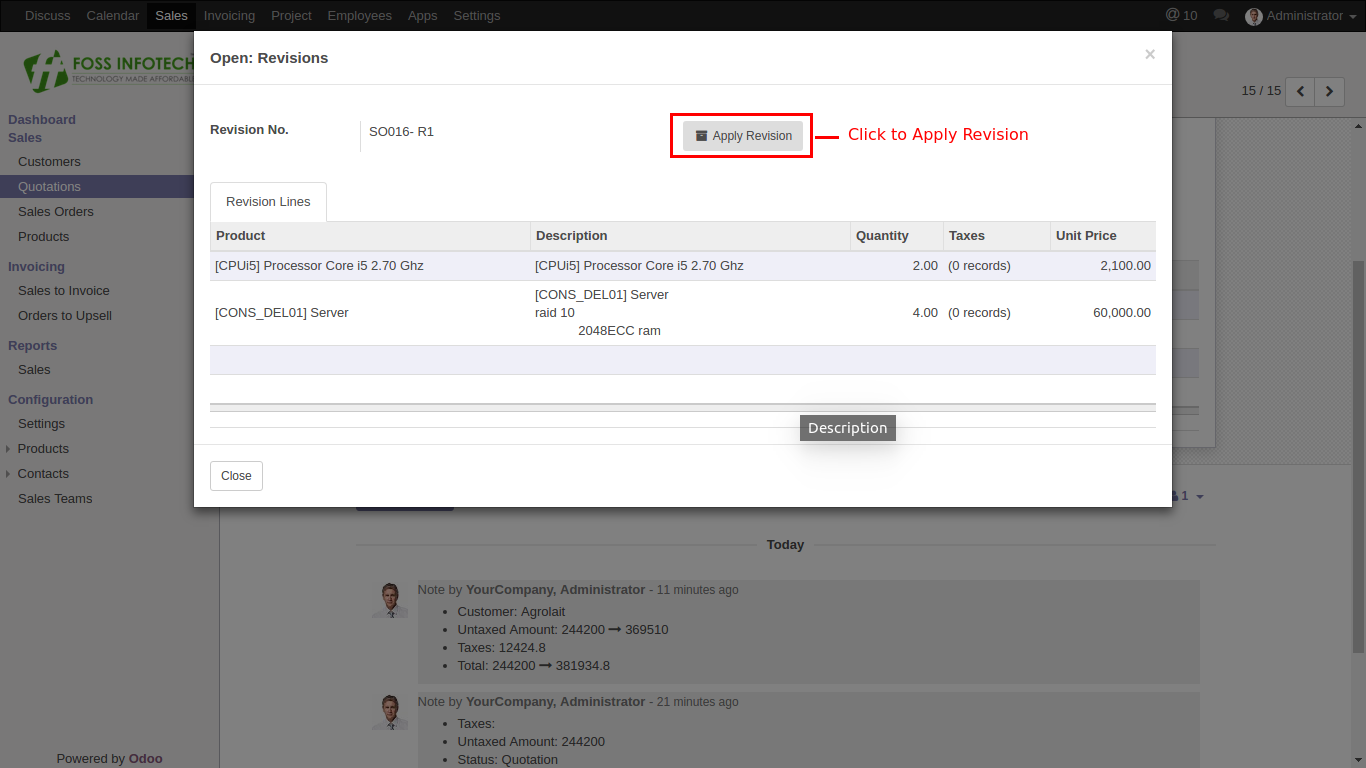 Discuss Calendar Sales Invoicing Project Employees Apps Settings @ 10 Administrator
FOSS INFOTECH
TECHNOLOGY MADE AFFORDABLE
15 / 15
Dashboard
Sales
Customers
Quotations
Sales Orders
Products
Invoicing
Sales to Invoice
Orders to Upsell
Reports
Sales
Configuration
Settings
Products
Contacts
Sales Teams
Powered by Odoo
Open: Revisions ×
Revision No. SO016- R1 Apply Revision Click to Apply Revision
Revision Lines
Product Description Quantity Taxes Unit Price
[CPUi5] Processor Core i5 2.70 Ghz [CPUi5] Processor Core i5 2.70 Ghz 2.00 (0 records) 2,100.00
[CONS_DEL01] Server
[CONS_DEL01] Server raid 10 4.00 (0 records) 60,000.00
2048ECC ram
Description
Close
1
Today
Note by YourCompany, Administrator - 11 minutes ago
• Customer: Agrolait
• Untaxed Amount: 244200 → 369510
• Taxes: 12424.8
• Total: 244200 → 381934.8
Note by YourCompany, Administrator - 21 minutes ago
• Taxes:
• Untaxed Amount: 244200
• Status: Quotation